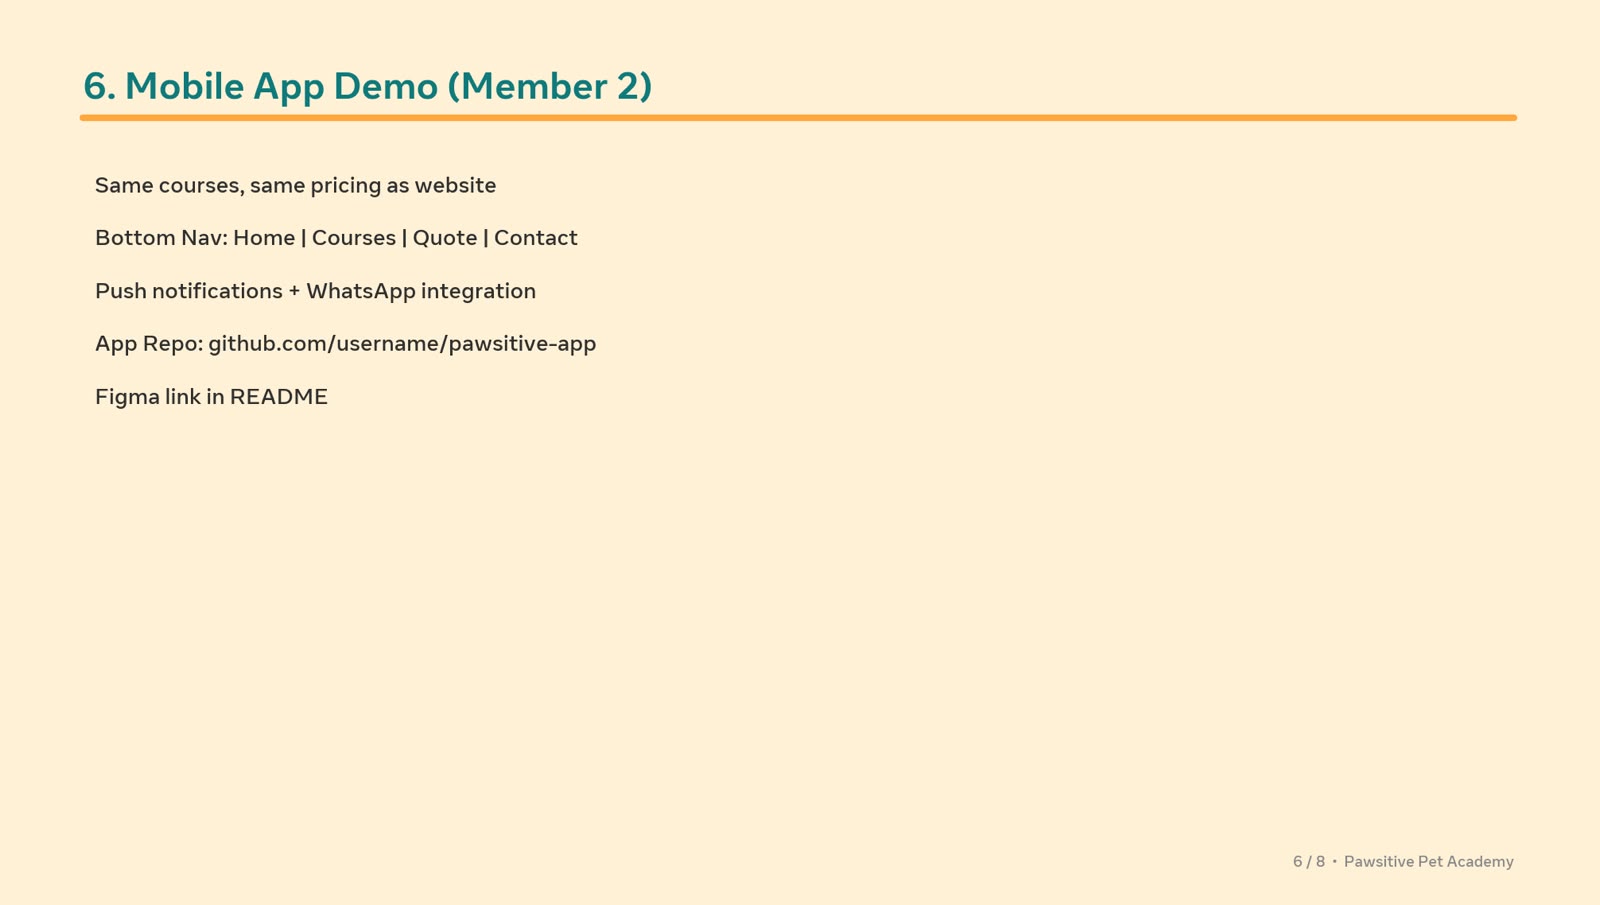 6. Mobile App Demo (Member 2)
Same courses, same pricing as website
Bottom Nav: Home | Courses | Quote | Contact
Push notifications + WhatsApp integration
App Repo: github.com/username/pawsitive-app
Figma link in README
6 / 8 • Pawsitive Pet Academy